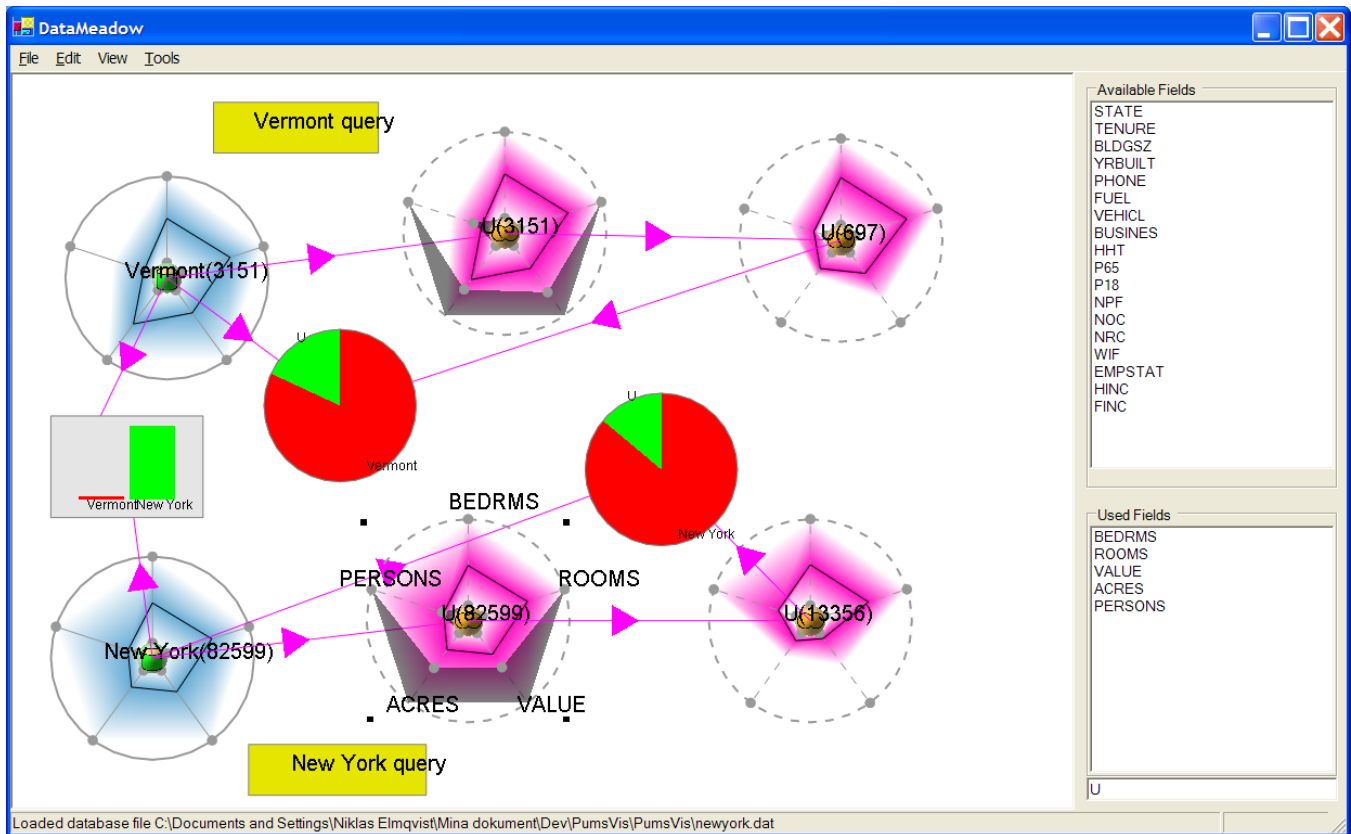 DataMeadow
File Edit View Tools
Vermont query
Vermont(3151)
U(3151)
U(697)
U
Vermont
U
New York
VermontNew York
BEDRMS
PERSONS
ROOMS
ACRES
VALUE
New York(82599)
U(82599)
U(13356)
New York query
Available Fields
STATE
TENURE
BLDGSZ
YRBUILT
PHONE
FUEL
VEHICL
BUSINES
HHT
P65
P18
NPF
NOC
NRC
WIF
EMPSTAT
HINC
FINC
Used Fields
BEDRMS
ROOMS
VALUE
ACRES
PERSONS
U
Loaded database file C:\Documents and Settings\Niklas Elmqvist\Mina dokument\Dev\PumsVis\PumsVis\newyork.dat